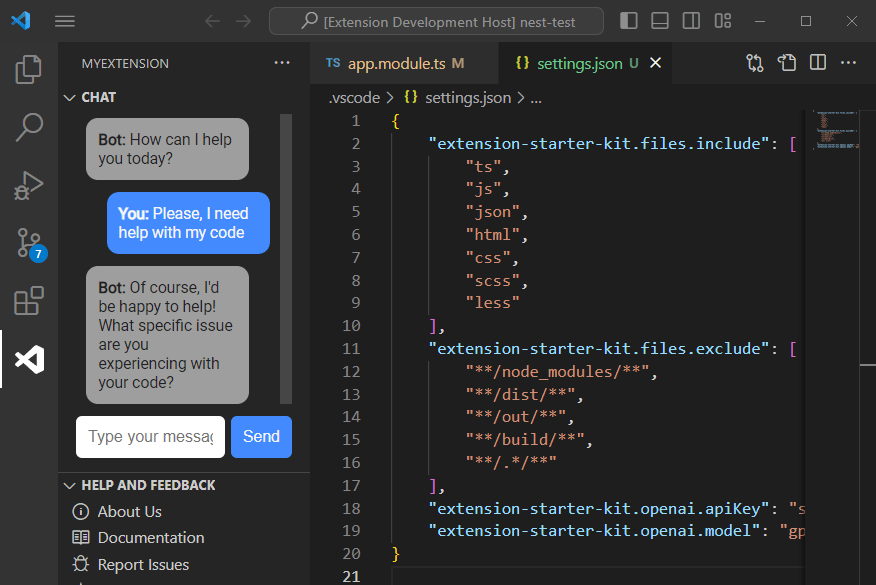 [Extension Development Host] nest-test
MYEXTENSION
CHAT
Bot: How can I help
you today?
You: Please, I need
help with my code
Bot: Of course, I'd
be happy to help!
What specific issue
are you
experiencing with
your code?
Type your messag
Send
HELP AND FEEDBACK
About Us
Documentation
Report Issues
7
TS app.module.ts M
{} settings.json U
.vscode > {} settings.json > ...
1 {
2 "extension-starter-kit.files.include": [
3 "ts",
4 "js",
5 "json",
6 "html",
7 "css",
8 "scss",
9 "less"
10 ],
11 "extension-starter-kit.files.exclude": [
12 "**/node_modules/**",
13 "**/dist/**",
14 "**/out/**",
15 "**/build/**",
16 "**/.*/**"
17 ],
18 "extension-starter-kit.openai.apiKey": "s
19 "extension-starter-kit.openai.model": "gp
20 }
21